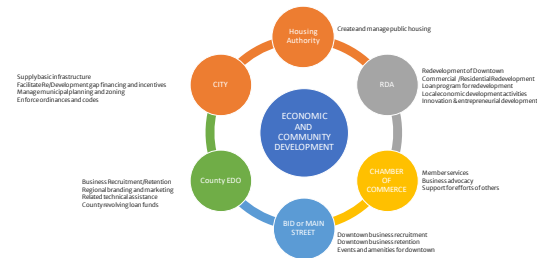 Housing
Authority
Create and manage public housing
CITY
Supply basic infrastructure
Facilitate Re/Development gap financing and incentives
Manage municipal planning and zoning
Enforce ordinances and codes
RDA
Redevelopment of Downtown
Commercial /Residential Redevelopment
Loan program for redevelopment
Local economic development activities
Innovation & entrepreneurial development
ECONOMIC
AND
COMMUNITY
DEVELOPMENT
County EDO
Business Recruitment/Retention
Regional branding and marketing
Related technical assistance
County revolving loan funds
CHAMBER
OF
COMMERCE
Member services
Business advocacy
Support for efforts of others
BID or MAIN
STREET
Downtown business recruitment
Downtown business retention
Events and amenities for downtown